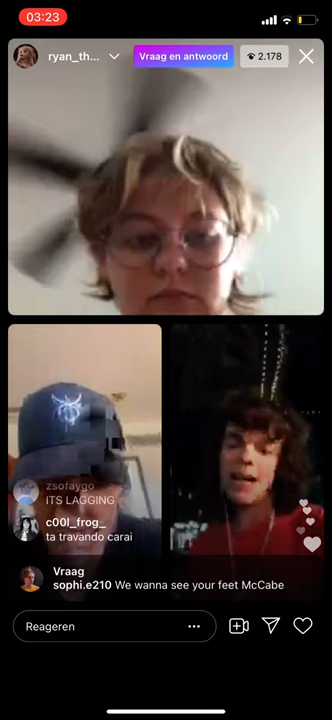 03:23
ryan_th...
Vraag en antwoord
2.178
zsofaygo
ITS LAGGING
c00l_frog_
ta travando carai
Vraag
sophi.e210 We wanna see your feet McCabe
Reageren